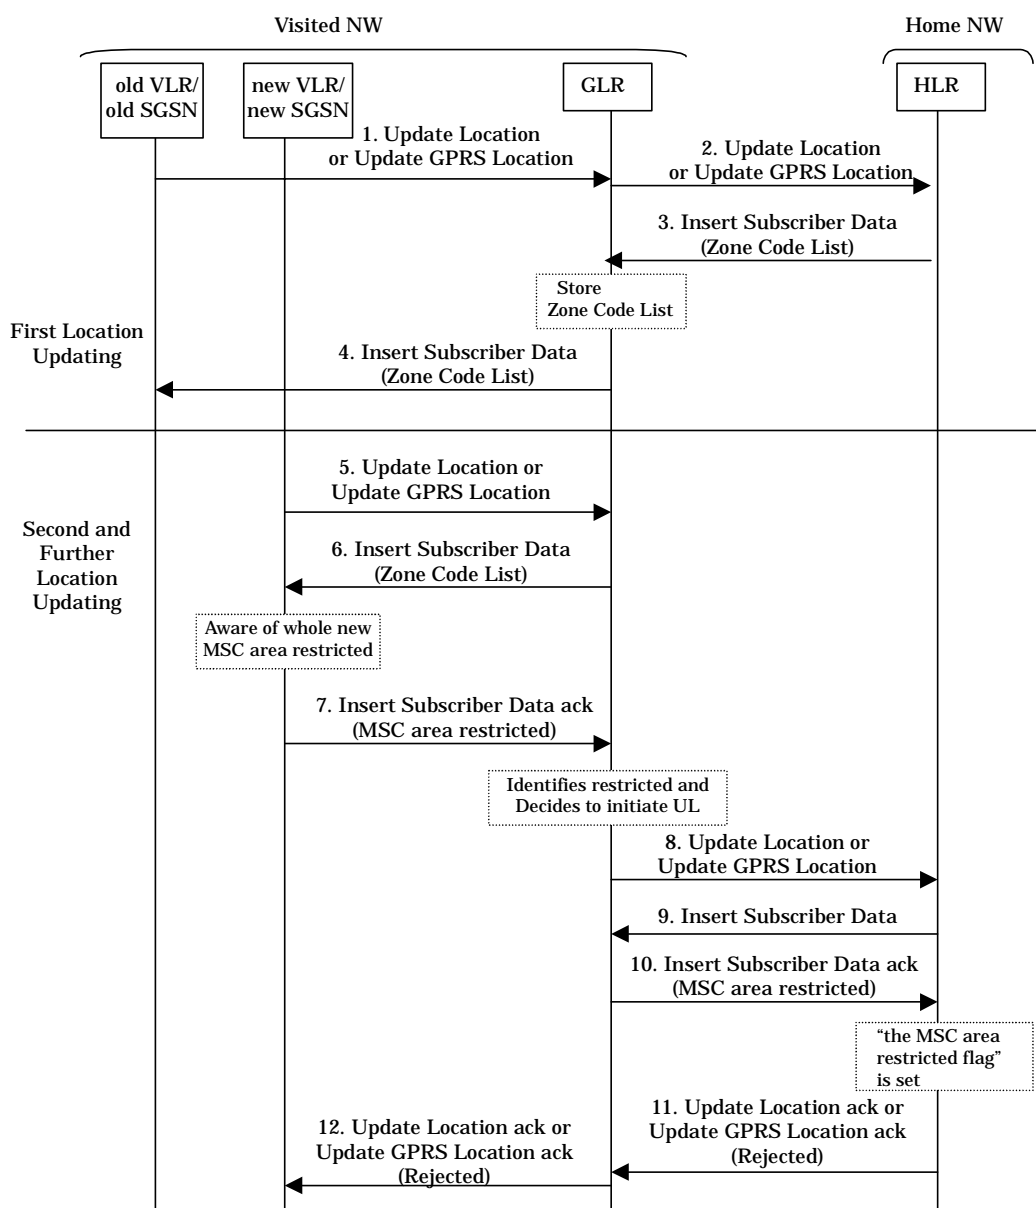 Visited NW
Home NW
old VLR/
old SGSN
new VLR/
new SGSN
GLR
HLR
1. Update Location
or Update GPRS Location
2. Update Location
or Update GPRS Location
3. Insert Subscriber Data
(Zone Code List)
Store
Zone Code List
First Location
Updating
4. Insert Subscriber Data
(Zone Code List)
5. Update Location or
Update GPRS Location
Second and
Further
Location
Updating
6. Insert Subscriber Data
(Zone Code List)
Aware of whole new
MSC area restricted
7. Insert Subscriber Data ack
(MSC area restricted)
Identifies restricted and
Decides to initiate UL
8. Update Location or
Update GPRS Location
9. Insert Subscriber Data
10. Insert Subscriber Data ack
(MSC area restricted)
“the MSC area
restricted flag”
is set
11. Update Location ack or
Update GPRS Location ack
(Rejected)
12. Update Location ack or
Update GPRS Location ack
(Rejected)